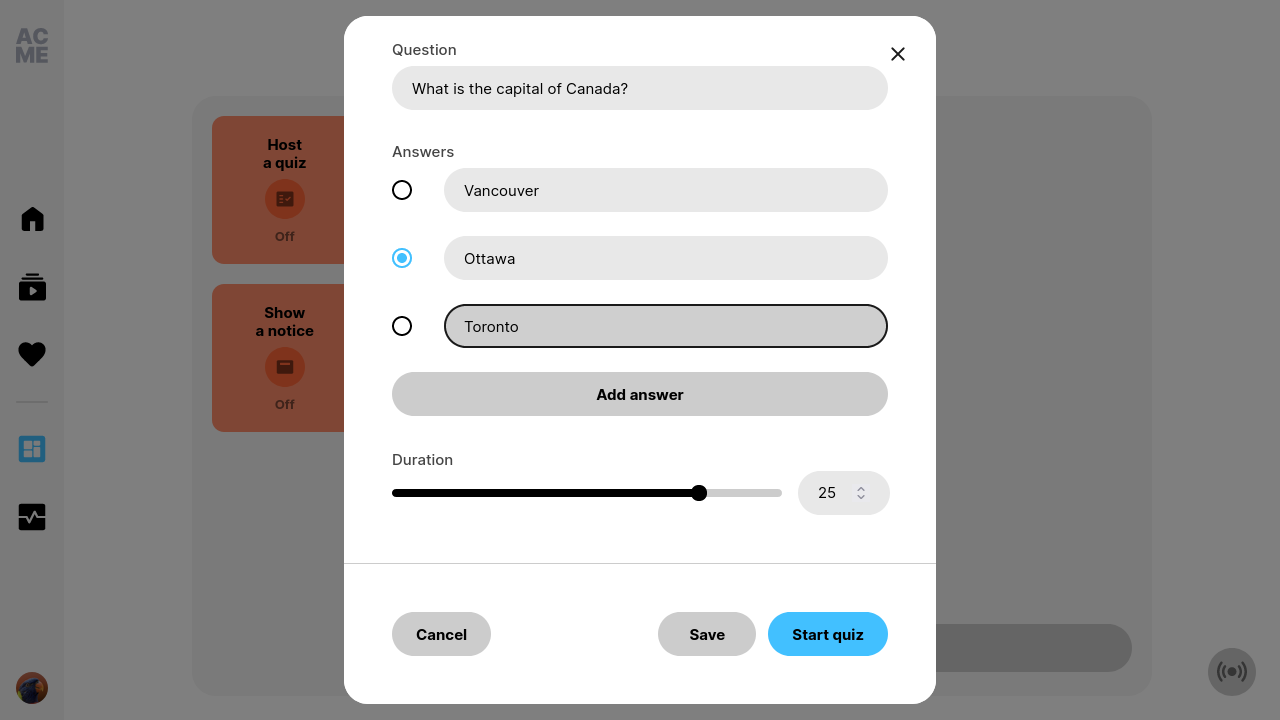 AC
ME
Host
a quiz
Off
Show
a notice
Off
Question
What is the capital of Canada?
Answers
Vancouver
Ottawa
Toronto
Add answer
Duration
25
Cancel
Save
Start quiz